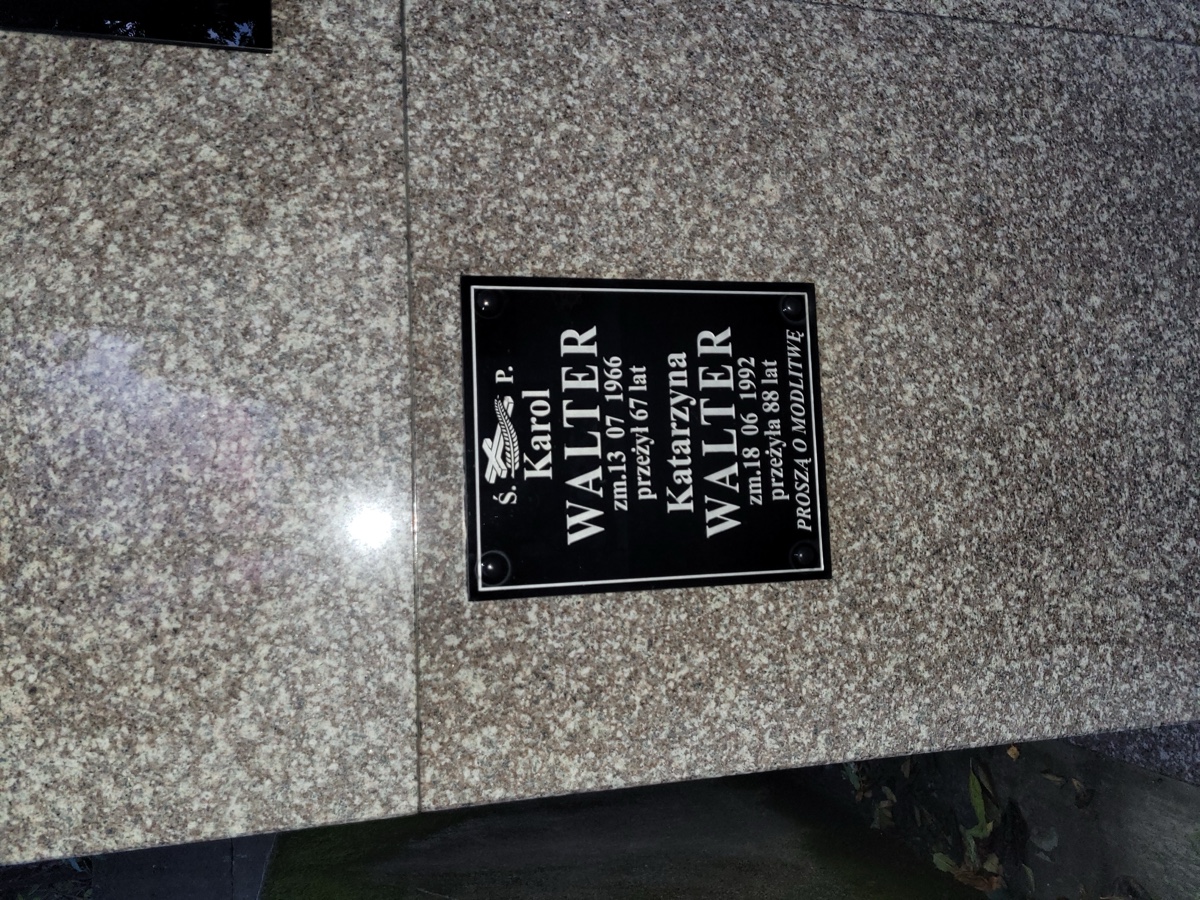 Ś. P.
Karol
WALTER
zm.13 07 1966
przeżył 67 lat
Katarzyna
WALTER
zm.18 06 1992
przeżyła 88 lat
PROSZĄ O MODLITWĘ